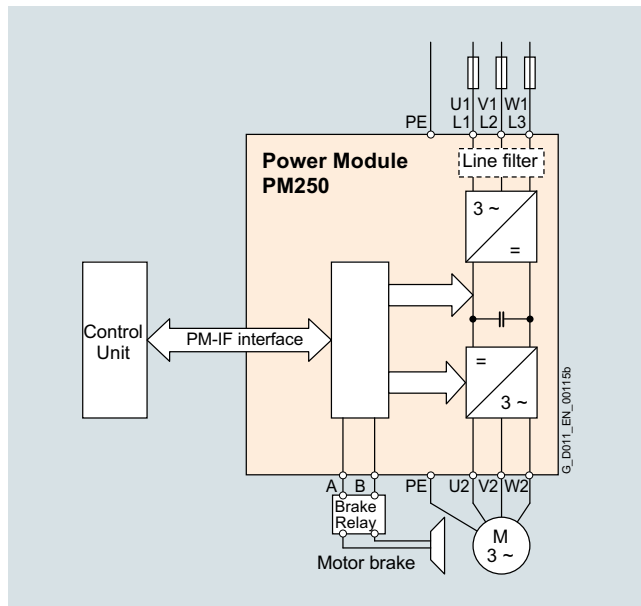 U1 V1 W1
PE L1 L2 L3
Power Module
PM250
Line filter
3 ~
=
Control
Unit
PM-IF interface
=
3 ~
G_D011_EN_00115b
A B PE U2 V2 W2
Brake
Relay
Motor brake
M
3 ~